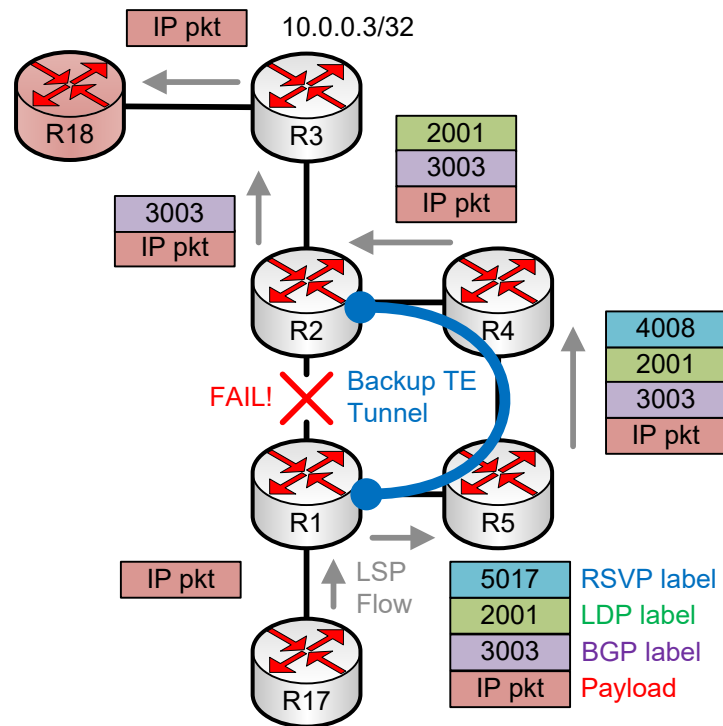 IP pkt
10.0.0.3/32
R18
R3
2001
3003
IP pkt
3003
IP pkt
R2
R4
4008
2001
3003
IP pkt
FAIL!
Backup TE
Tunnel
R1
R5
IP pkt
LSP
Flow
5017
RSVP label
2001
LDP label
3003
BGP label
IP pkt
Payload
R17